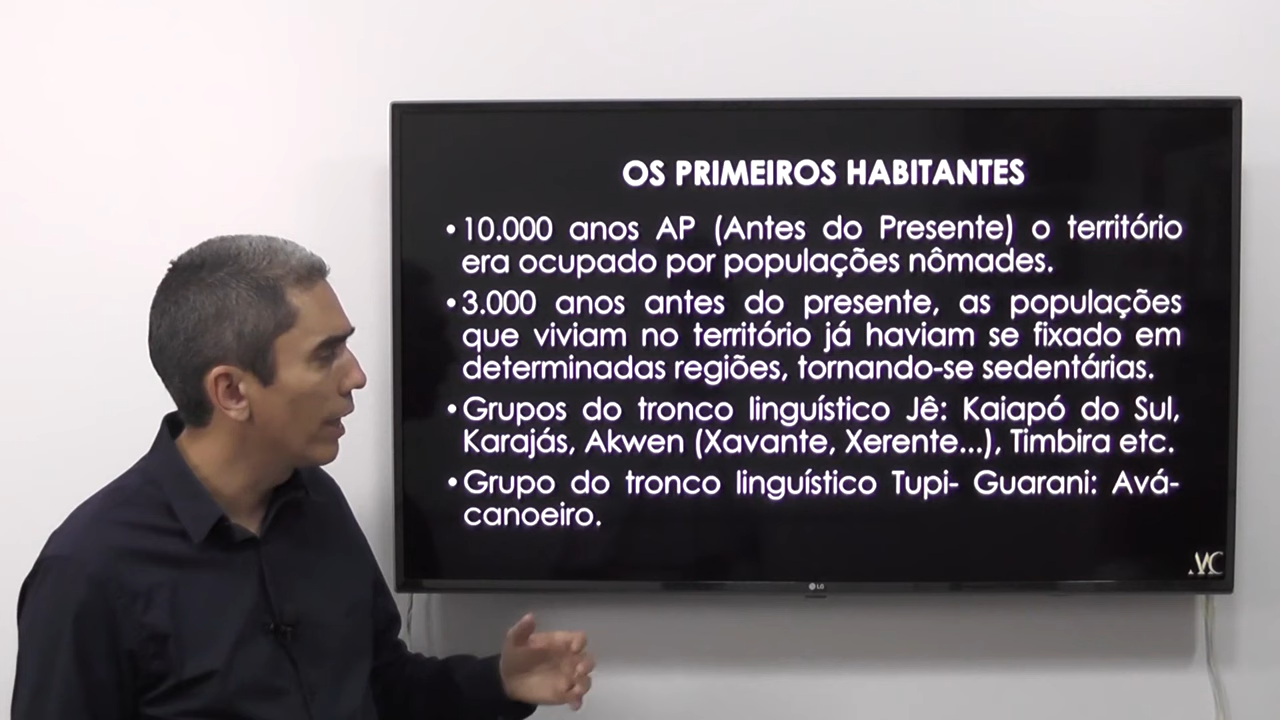 OS PRIMEIROS HABITANTES
•10.000 anos AP (Antes do Presente) o território
era ocupado por populações nômades.
•3.000 anos antes do presente, as populações
que viviam no território já haviam se fixado em
determinadas regiões, tornando-se sedentárias.
•Grupos do tronco linguístico Jê: Kaiapó do Sul,
Karajás, Akwen (Xavante, Xerente...), Timbira etc.
•Grupo do tronco linguístico Tupi- Guarani: Avá-
canoeiro.
LG